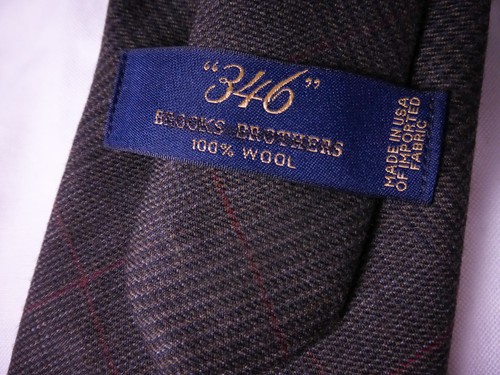 "346"
BROOKS BROTHERS
100% WOOL
MADE IN USA
OF IMPORTED
FABRIC